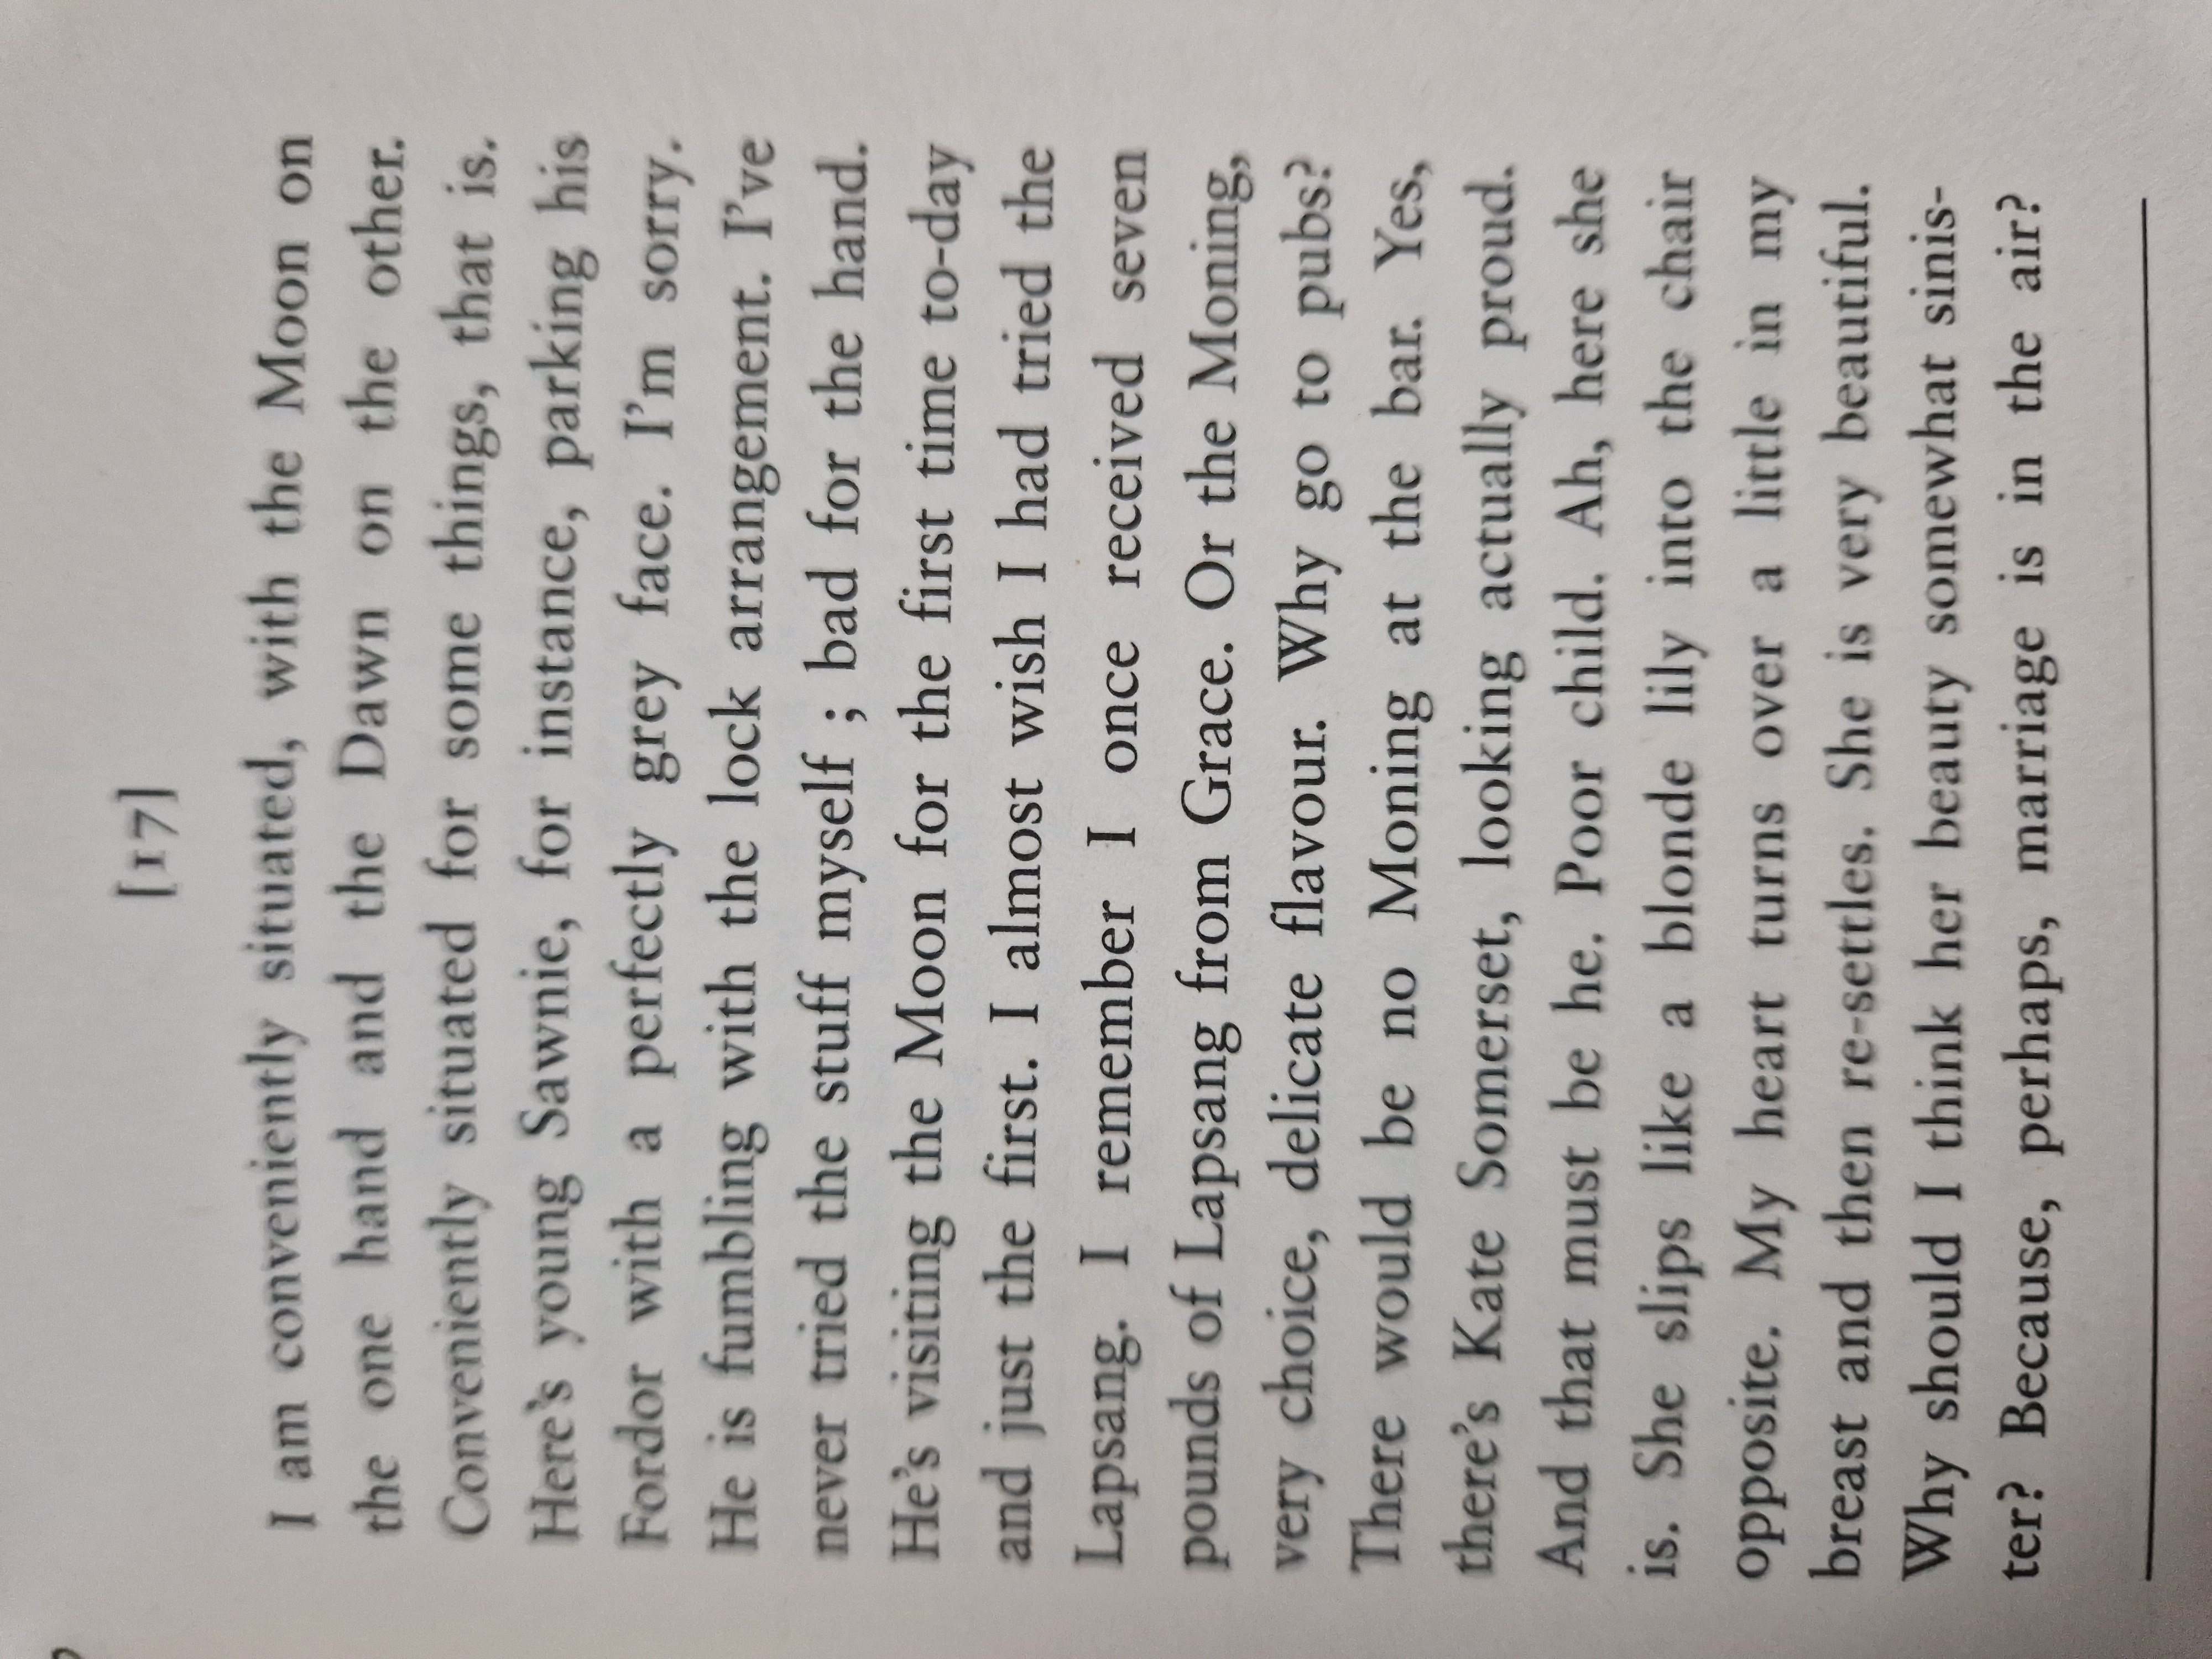 [17]
I am conveniently situated, with the Moon on
the one hand and the Dawn on the other.
Conveniently situated for some things, that is.
Here's young Sawnie, for instance, parking his
Fordor with a perfectly grey face. I'm sorry.
He is fumbling with the lock arrangement. I've
never tried the stuff myself ; bad for the hand.
He's visiting the Moon for the first time to-day
and just the first. I almost wish I had tried the
Lapsang. I remember I once received seven
pounds of Lapsang from Grace. Or the Moning,
very choice, delicate flavour. Why go to pubs?
There would be no Moning at the bar. Yes,
there's Kate Somerset, looking actually proud.
And that must be he. Poor child. Ah, here she
is. She slips like a blonde lily into the chair
opposite. My heart turns over a little in my
breast and then re-settles. She is very beautiful.
Why should I think her beauty somewhat sinis-
ter? Because, perhaps, marriage is in the air?